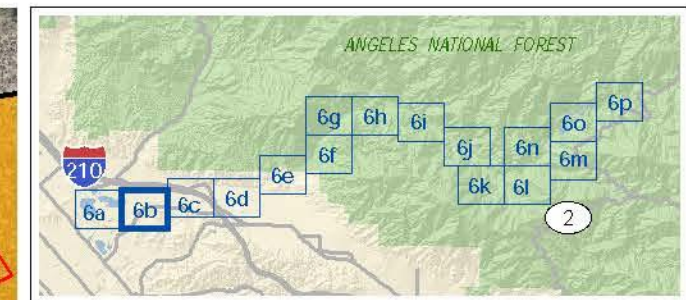 ANGELES NATIONAL FOREST
6p
6g 6h 6i 6o
6f 6j 6n 6m
210 6e 6k 6l
6a 6b 6c 6d 2